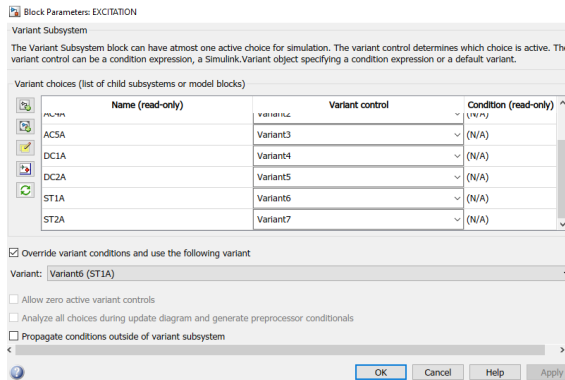 Block Parameters: EXCITATION
Variant Subsystem
The Variant Subsystem block can have atmost one active choice for simulation. The variant control determines which choice is active. The
variant control can be a condition expression, a Simulink.Variant object specifying a condition expression or a default variant.
Variant choices (list of child subsystems or model blocks)
Name (read-only) Variant control Condition (read-only)
AC4A Variant2 (N/A)
AC5A Variant3 (N/A)
DC1A Variant4 (N/A)
DC2A Variant5 (N/A)
ST1A Variant6 (N/A)
ST2A Variant7 (N/A)
Override variant conditions and use the following variant
Variant: Variant6 (ST1A)
Allow zero active variant controls
Analyze all choices during update diagram and generate preprocessor conditionals
Propagate conditions outside of variant subsystem
OK Cancel Help Apply